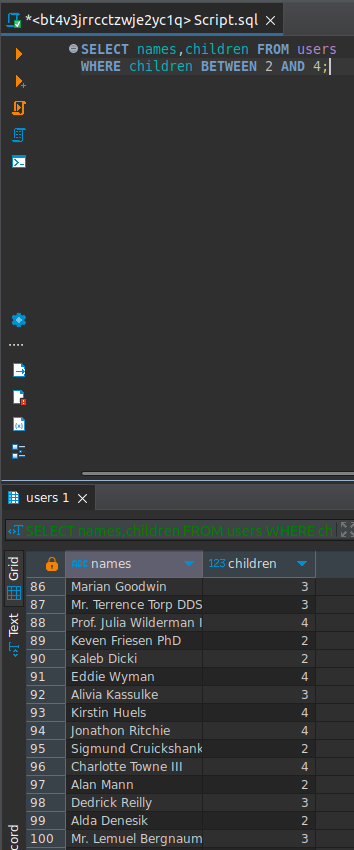 *<bt4v3jrrcctzwje2yc1q> Script.sql
SELECT names,children FROM users
WHERE children BETWEEN 2 AND 4;
users 1
SELECT names,children FROM users WHERE ch
Grid
Text
cord
ABC names 123 children
86 Marian Goodwin 3
87 Mr. Terrence Torp DDS 3
88 Prof. Julia Wilderman I 4
89 Keven Friesen PhD 2
90 Kaleb Dicki 2
91 Eddie Wyman 4
92 Alivia Kassulke 3
93 Kirstin Huels 4
94 Jonathon Ritchie 4
95 Sigmund Cruickshank 2
96 Charlotte Towne III 4
97 Alan Mann 2
98 Dedrick Reilly 3
99 Alda Denesik 2
100 Mr. Lemuel Bergnaum 3